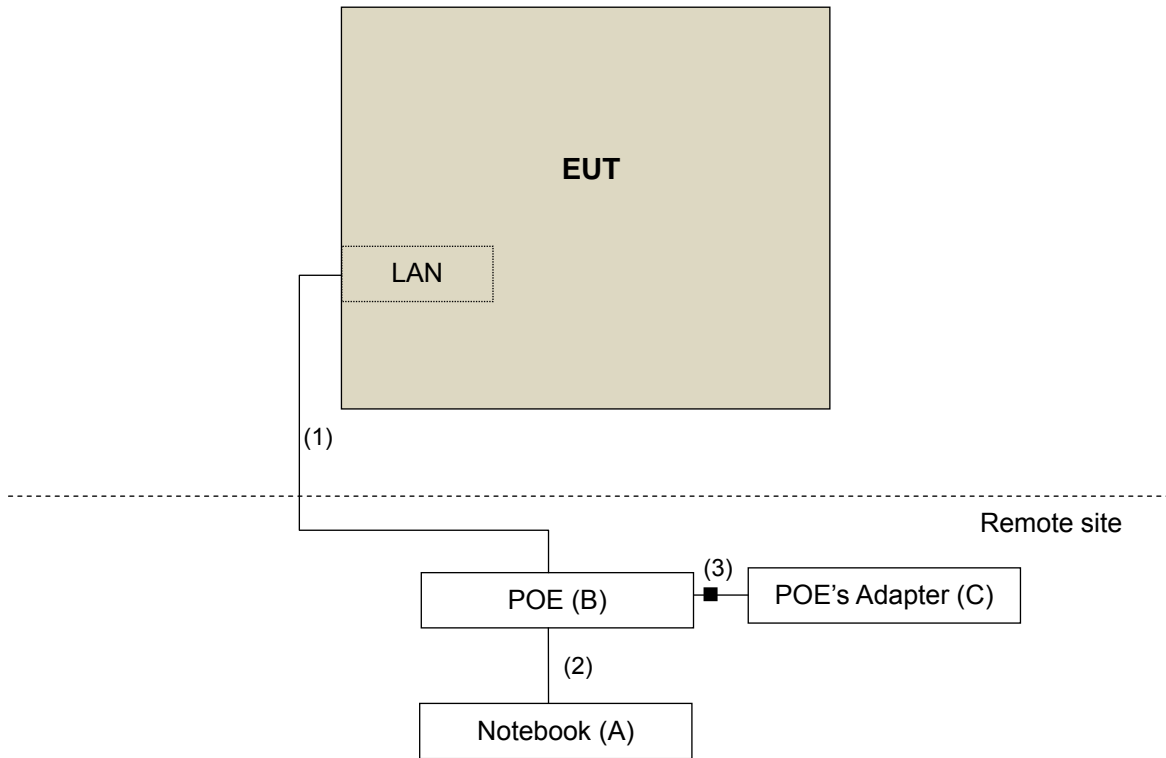 EUT
LAN
(1)
Remote site
(3)
POE (B)
POE's Adapter (C)
(2)
Notebook (A)